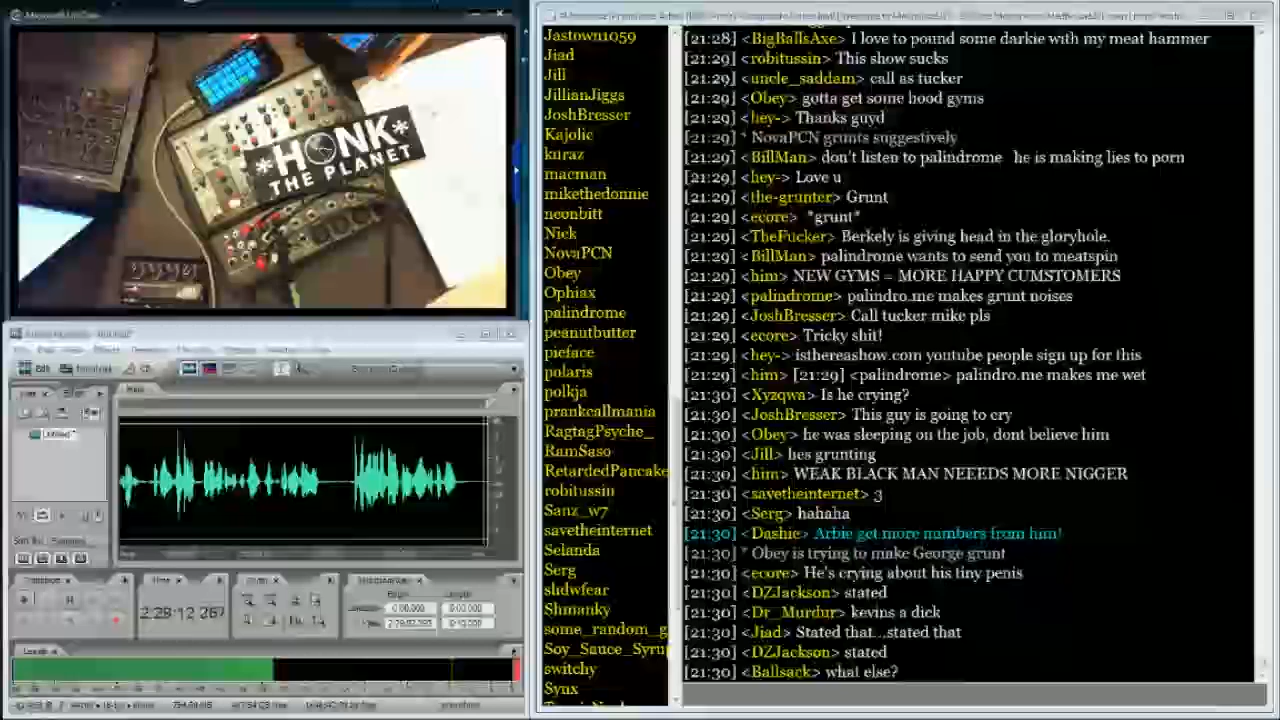 *HONK*
THE PLANET
Edit
2:29:12.267
Jastown1059
Jiad
Jill
JillianJiggs
JoshBresser
Kajolic
kuraz
macman
mikethedonnie
neonbitt
Nick
NovaPCN
Obey
Ophiax
palindrome
peanutbutter
pieface
polaris
polkja
prankcallmania
RagtagPsyche_
RamSaso
RetardedPancake
robitussin
Sanz_w7
savetheinternet
Selanda
Serg
shdwfear
Shmanky
some_random_g
Soy_Sauce_Syru
switchy
Synx
[21:28] <BigBallsAxe> I love to pound some darkie with my meat hammer
[21:29] <robitussin> This show sucks
[21:29] <uncle_saddam> call as tucker
[21:29] <Obey> gotta get some hood gyms
[21:29] <hey-> Thanks guyd
[21:29] * NovaPCN grunts suggestively
[21:29] <BillMan> don't listen to palindrome he is making lies to porn
[21:29] <hey-> Love u
[21:29] <the-grunter> Grunt
[21:29] <ecore> *grunt*
[21:29] <TheFucker> Berkely is giving head in the gloryhole.
[21:29] <BillMan> palindrome wants to send you to meatspin
[21:29] <him> NEW GYMS = MORE HAPPY CUMSTOMERS
[21:29] <palindrome> palindro.me makes grunt noises
[21:29] <JoshBresser> Call tucker mike pls
[21:29] <ecore> Tricky shit!
[21:29] <hey-> isthereashow.com youtube people sign up for this
[21:29] <him> [21:29] <palindrome> palindro.me makes me wet
[21:30] <Xyzqwa> Is he crying?
[21:30] <JoshBresser> This guy is going to cry
[21:30] <Obey> he was sleeping on the job, dont believe him
[21:30] <Jill> hes grunting
[21:30] <him> WEAK BLACK MAN NEEEDS MORE NIGGER
[21:30] <savetheinternet> 3
[21:30] <Serg> hahaha
[21:30] <Dashie> Arbie get more numbers from him!
[21:30] * Obey is trying to make George grunt
[21:30] <ecore> He's crying about his tiny penis
[21:30] <DZJackson> stated
[21:30] <Dr_Murdur> kevins a dick
[21:30] <Jiad> Stated that...stated that
[21:30] <DZJackson> stated
[21:30] <Ballsack> what else?